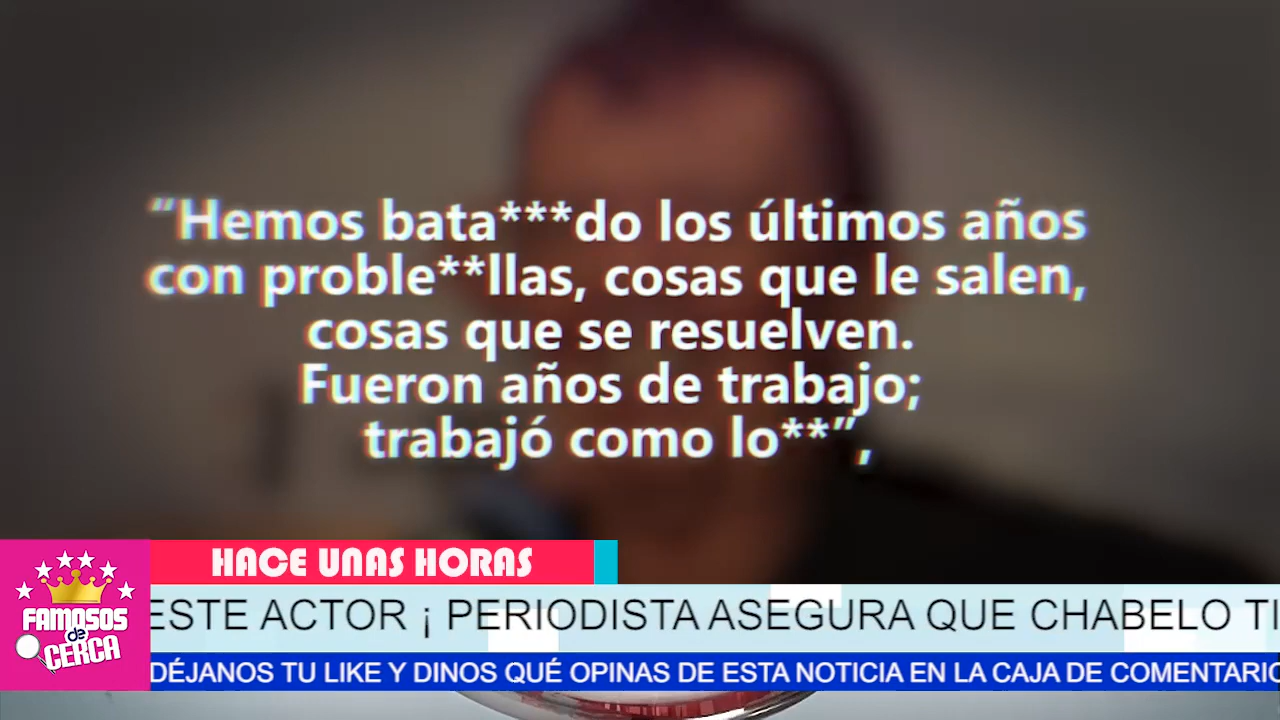 “Hemos bata***do los últimos años
con proble**llas, cosas que le salen,
cosas que se resuelven.
Fueron años de trabajo;
trabajó como lo**”,
HACE UNAS HORAS
FAMOSOS
de
CERCA
ESTE ACTOR ¡ PERIODISTA ASEGURA QUE CHABELO TI
DÉJANOS TU LIKE Y DINOS QUÉ OPINAS DE ESTA NOTICIA EN LA CAJA DE COMENTARIO